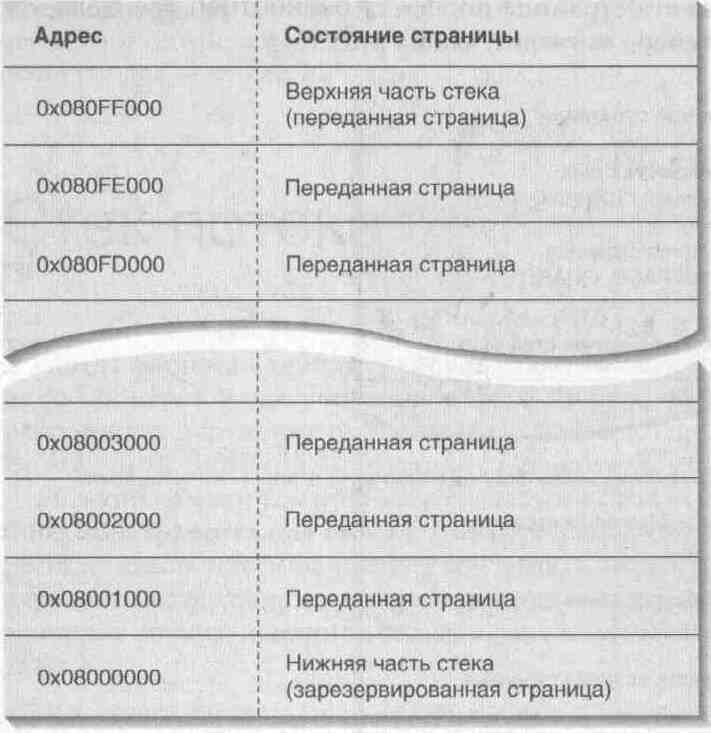 Адрес Состояние страницы
0x080FF000 Верхняя часть стека
(переданная страница)
0x080FE000 Переданная страница
0x080FD000 Переданная страница
0x08003000 Переданная страница
0x08002000 Переданная страница
0x08001000 Переданная страница
0x08000000 Нижняя часть стека
(зарезервированная страница)